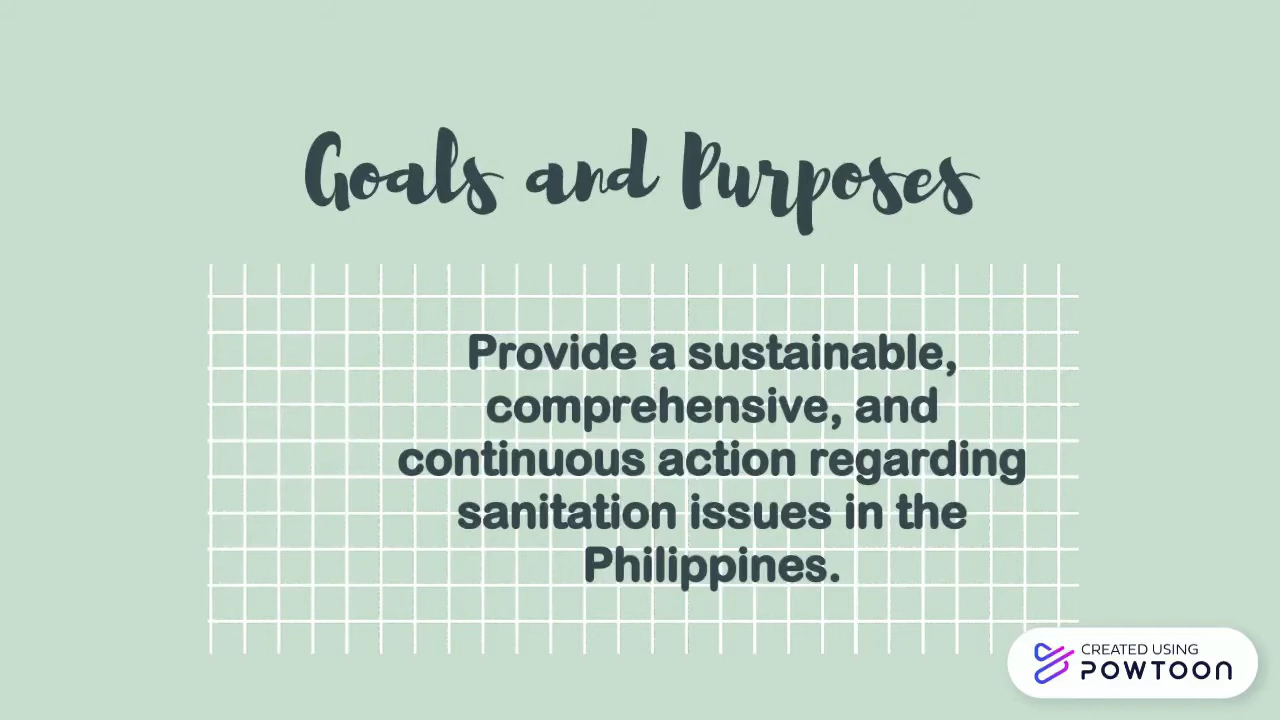 Goals and Purposes
Provide a sustainable,
comprehensive, and
continuous action regarding
sanitation issues in the
Philippines.
CREATED USING
POWTOON